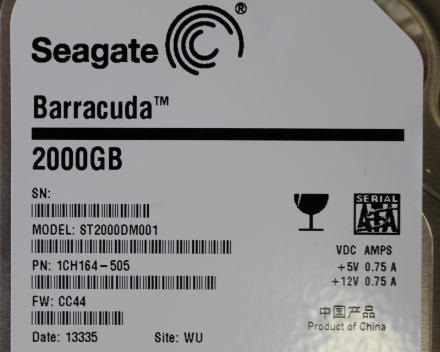 Seagate®
Barracuda™
2000GB
SN:
MODEL: ST2000DM001
PN: 1CH164-505
FW: CC44
Date: 13335 Site: WU
SERIAL
ATA
VDC AMPS
+5V 0.75 A
+12V 0.75 A
中国产品
Product of China